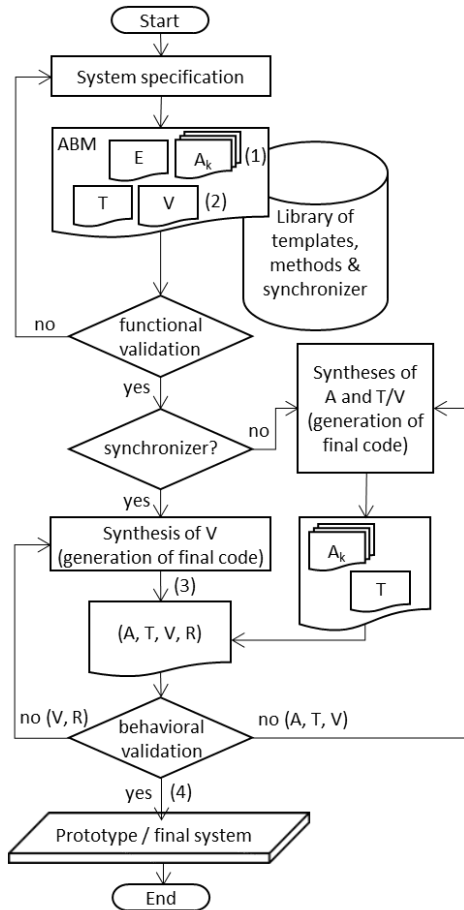 Start
System specification
ABM
E
Aₖ
(1)
T
V
(2)
Library of
templates,
methods &
synchronizer
no
functional
validation
yes
Syntheses of
A and T/V
(generation of
final code)
synchronizer?
no
yes
Synthesis of V
(generation of final code)
Aₖ
T
(3)
(A, T, V, R)
no (V, R)
behavioral
validation
no (A, T, V)
yes
(4)
Prototype / final system
End